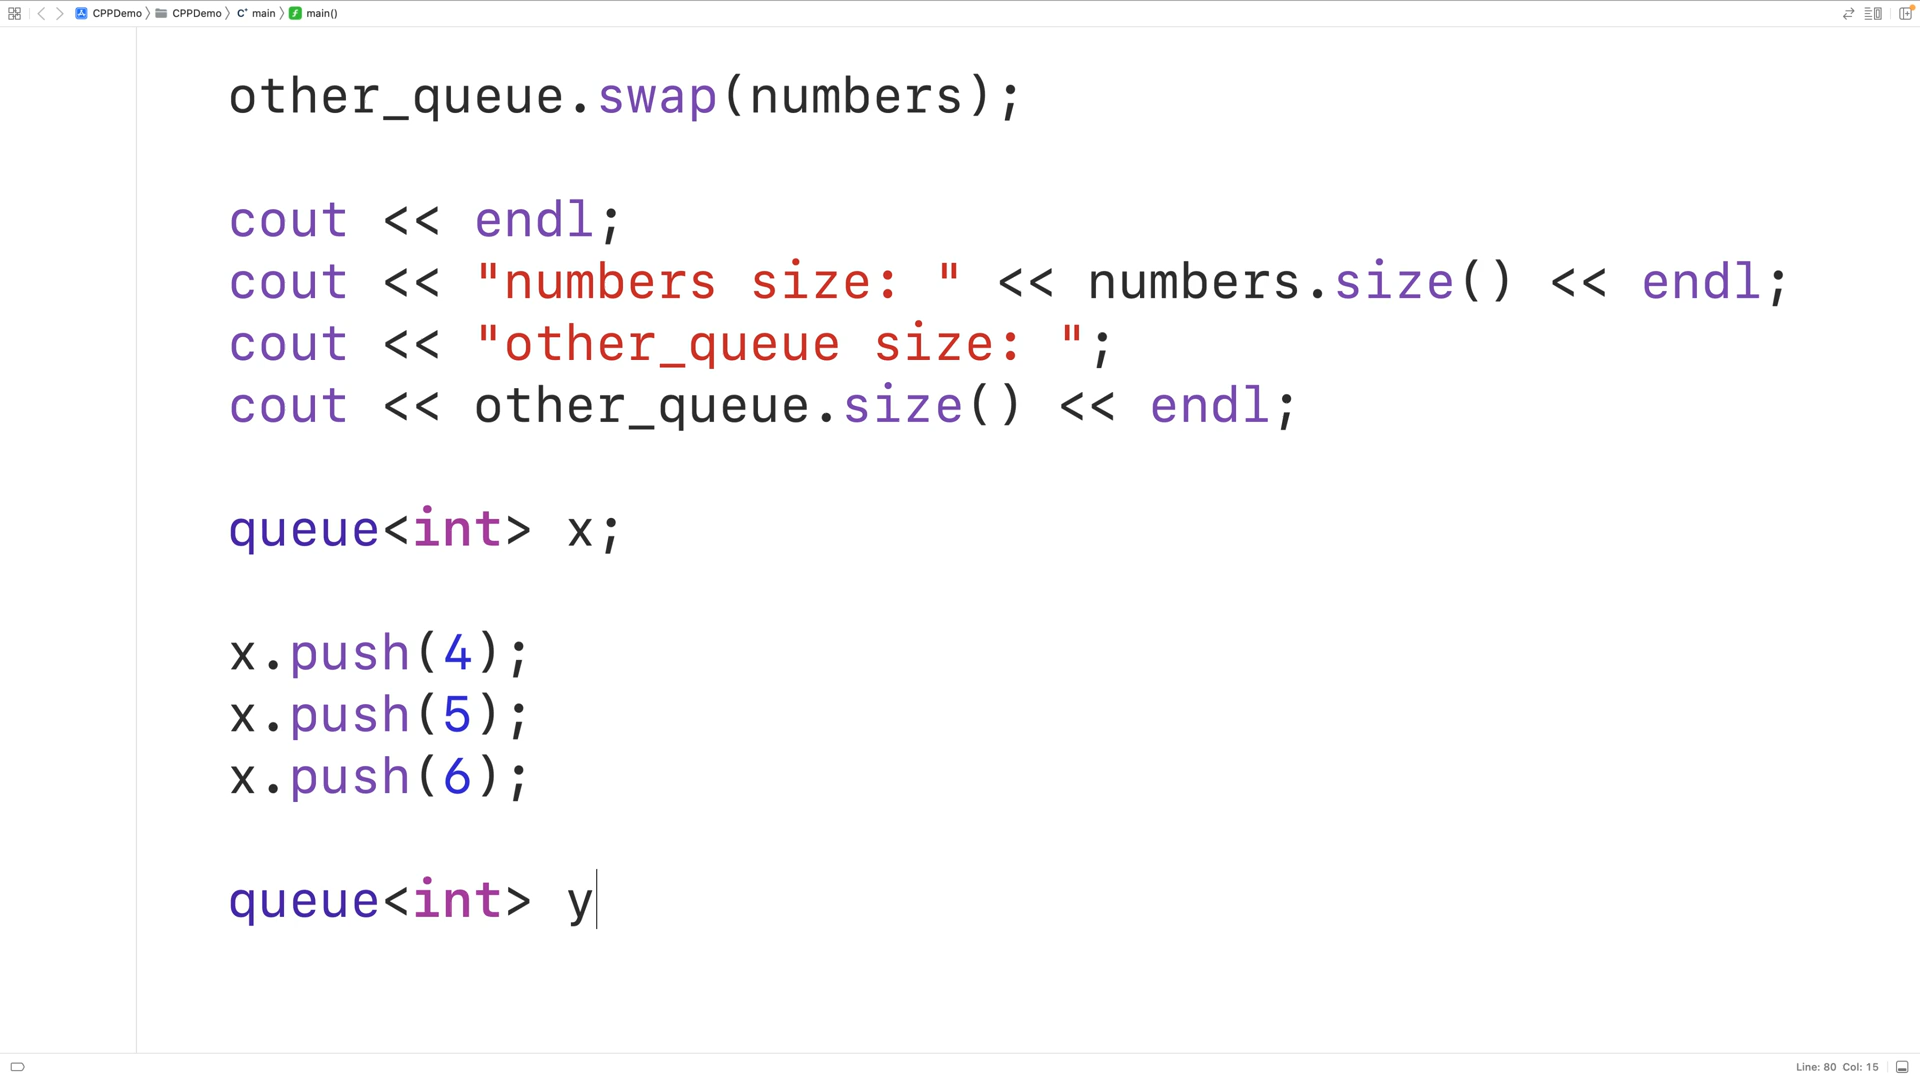 CPPDemo CPPDemo C+ main f main()
other_queue.swap(numbers);
cout << endl;
cout << "numbers size: " << numbers.size() << endl;
cout << "other_queue size: ";
cout << other_queue.size() << endl;
queue<int> x;
x.push(4);
x.push(5);
x.push(6);
queue<int> y
Line: 80 Col: 15